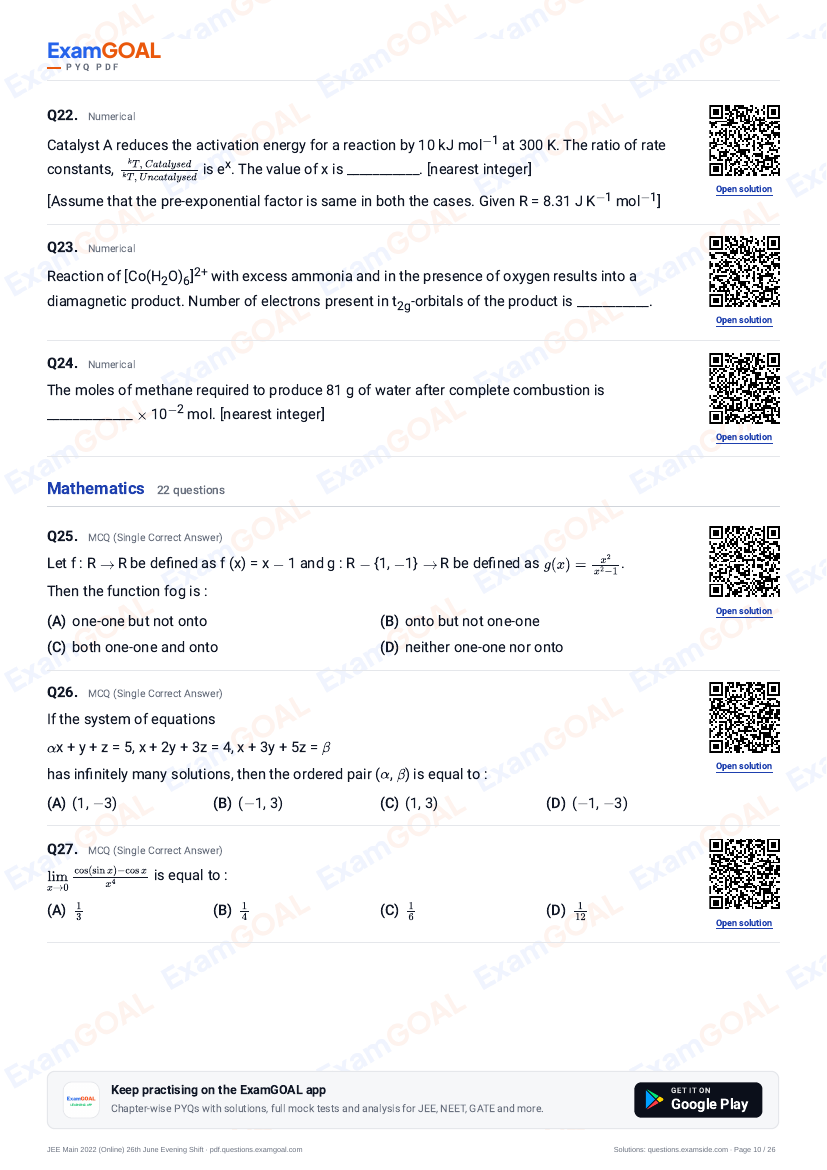 ExamGOAL
PYQ PDF
Q22. Numerical
Catalyst A reduces the activation energy for a reaction by 10 kJ mol⁻¹ at 300 K. The ratio of rate
constants, $\frac{^kT, Catalysed}{^kT, Uncatalysed}$ is eˣ. The value of x is __________. [nearest integer]
[Assume that the pre-exponential factor is same in both the cases. Given R = 8.31 J K⁻¹ mol⁻¹]
Open solution
Q23. Numerical
Reaction of [Co(H₂O)₆]²⁺ with excess ammonia and in the presence of oxygen results into a
diamagnetic product. Number of electrons present in t₂g-orbitals of the product is __________.
Open solution
Q24. Numerical
The moles of methane required to produce 81 g of water after complete combustion is
____________ × 10⁻² mol. [nearest integer]
Open solution
Mathematics 22 questions
Q25. MCQ (Single Correct Answer)
Let f : R → R be defined as f (x) = x − 1 and g : R − {1, −1} → R be defined as $g(x) = \frac{x^2}{x^2-1}$.
Then the function fog is :
(A) one-one but not onto (B) onto but not one-one
(C) both one-one and onto (D) neither one-one nor onto
Open solution
Q26. MCQ (Single Correct Answer)
If the system of equations
αx + y + z = 5, x + 2y + 3z = 4, x + 3y + 5z = β
has infinitely many solutions, then the ordered pair (α, β) is equal to :
(A) (1, −3) (B) (−1, 3) (C) (1, 3) (D) (−1, −3)
Open solution
Q27. MCQ (Single Correct Answer)
$\lim_{x \to 0} \frac{\cos(\sin x) - \cos x}{x^4}$ is equal to :
(A) $\frac{1}{3}$ (B) $\frac{1}{4}$ (C) $\frac{1}{6}$ (D) $\frac{1}{12}$
Open solution
Keep practising on the ExamGOAL app
Chapter-wise PYQs with solutions, full mock tests and analysis for JEE, NEET, GATE and more.
GET IT ON
Google Play
JEE Main 2022 (Online) 26th June Evening Shift · pdf.questions.examgoal.com Solutions: questions.examside.com · Page 10 / 26